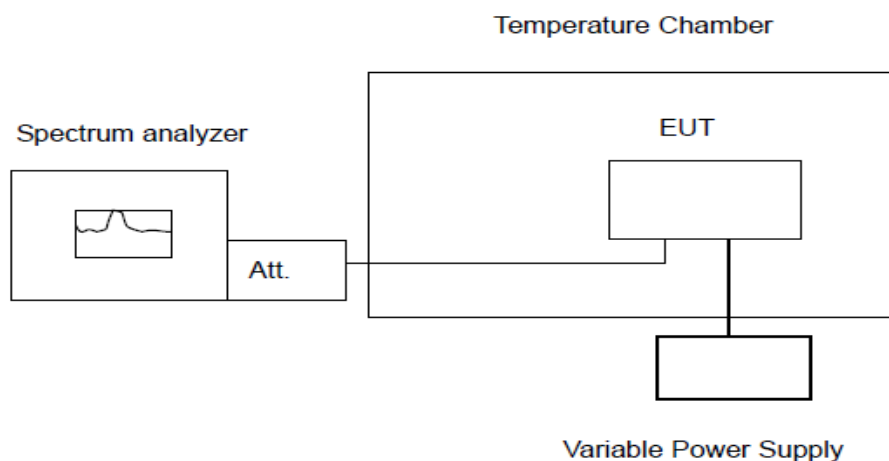 Temperature Chamber
Spectrum analyzer
EUT
Att.
Variable Power Supply